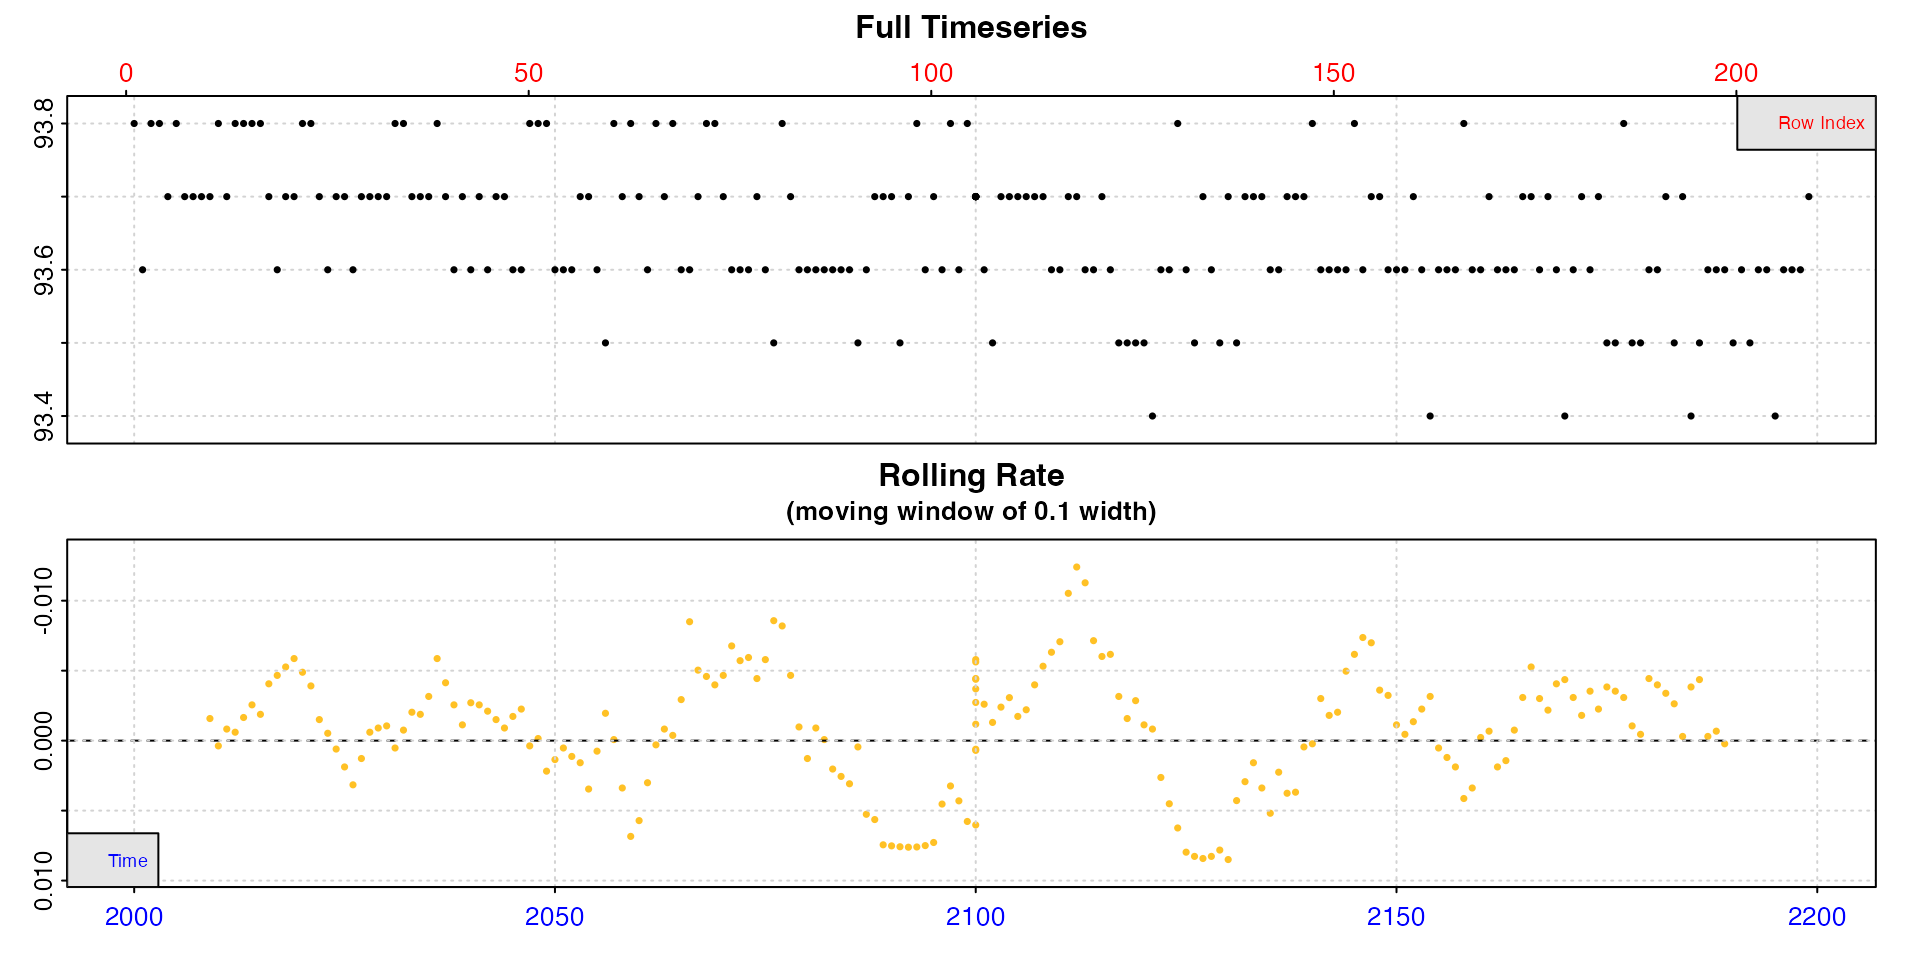 Full Timeseries
0 50 100 150 200
93.8
93.6
93.4
Row Index
Rolling Rate
(moving window of 0.1 width)
-0.010
0.000
0.010
Time
2000 2050 2100 2150 2200